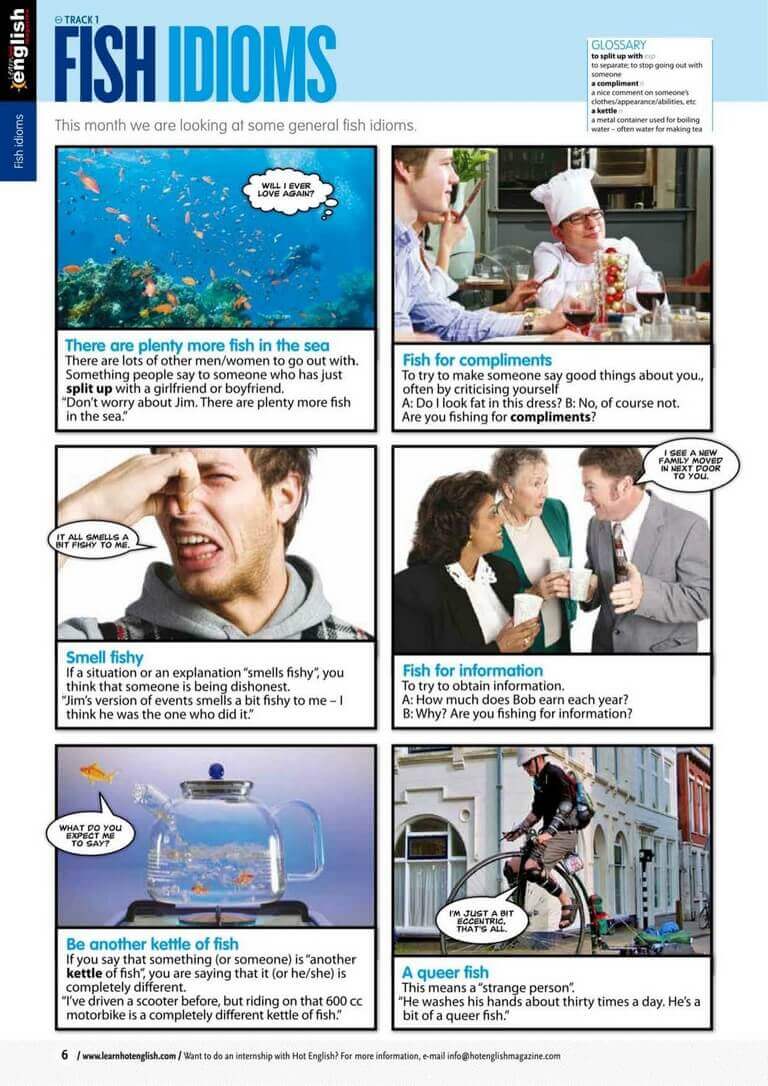 Learn hot
english
magazine
Fish idioms
TRACK 1
FISH IDIOMS
This month we are looking at some general fish idioms.
GLOSSARY
to split up with exp
to separate; to stop going out with
someone
a compliment n
a nice comment on someone's
clothes/appearance/abilities, etc
a kettle n
a metal container used for boiling
water – often water for making tea
WILL I EVER
LOVE AGAIN?
There are plenty more fish in the sea
There are lots of other men/women to go out with.
Something people say to someone who has just
split up with a girlfriend or boyfriend.
"Don't worry about Jim. There are plenty more fish
in the sea."
Fish for compliments
To try to make someone say good things about you.,
often by criticising yourself
A: Do I look fat in this dress? B: No, of course not.
Are you fishing for compliments?
IT ALL SMELLS A
BIT FISHY TO ME.
Smell fishy
If a situation or an explanation "smells fishy", you
think that someone is being dishonest.
"Jim's version of events smells a bit fishy to me – I
think he was the one who did it."
I SEE A NEW
FAMILY MOVED
IN NEXT DOOR
TO YOU.
Fish for information
To try to obtain information.
A: How much does Bob earn each year?
B: Why? Are you fishing for information?
WHAT DO YOU
EXPECT ME
TO SAY?
Be another kettle of fish
If you say that something (or someone) is "another
kettle of fish", you are saying that it (or he/she) is
completely different.
"I've driven a scooter before, but riding on that 600 cc
motorbike is a completely different kettle of fish."
I'M JUST A BIT
ECCENTRIC,
THAT'S ALL.
A queer fish
This means a "strange person".
"He washes his hands about thirty times a day. He's a
bit of a queer fish."
6 / www.learnhotenglish.com / Want to do an internship with Hot English? For more information, e-mail info@hotenglishmagazine.com